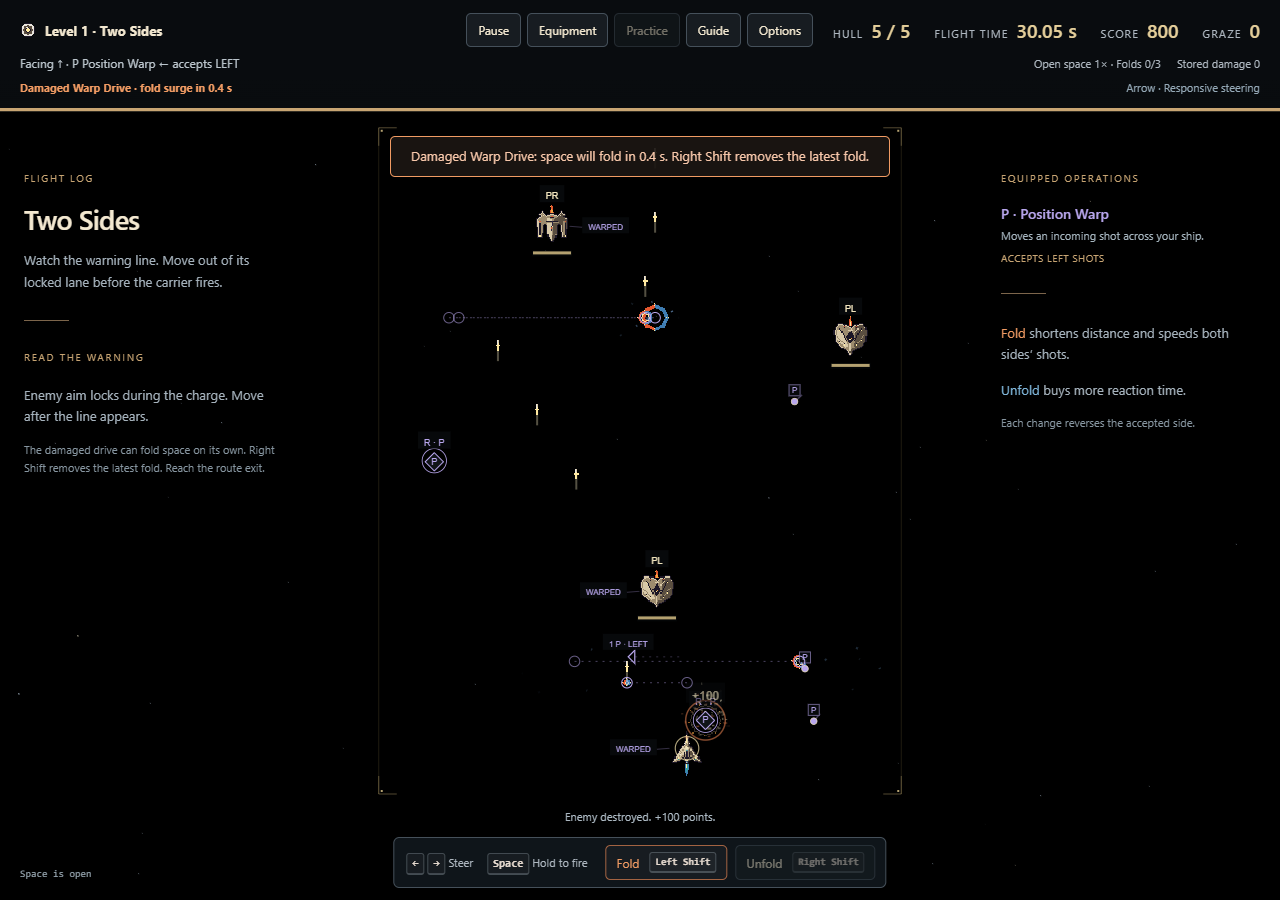 Level 1 · Two Sides
Pause
Equipment
Practice
Guide
Options
HULL 5 / 5
FLIGHT TIME 30.05 s
SCORE 800
GRAZE 0
Facing ↑ · P Position Warp ← accepts LEFT
Open space 1× · Folds 0/3
Stored damage 0
Damaged Warp Drive · fold surge in 0.4 s
Arrow · Responsive steering
Damaged Warp Drive: space will fold in 0.4 s. Right Shift removes the latest fold.
FLIGHT LOG
Two Sides
Watch the warning line. Move out of its
locked lane before the carrier fires.
READ THE WARNING
Enemy aim locks during the charge. Move
after the line appears.
The damaged drive can fold space on its own. Right
Shift removes the latest fold. Reach the route exit.
PR
WARPED
PL
P
R · P
P
PL
WARPED
1 P · LEFT
P
+100
P
P
WARPED
EQUIPPED OPERATIONS
P · Position Warp
Moves an incoming shot across your ship.
ACCEPTS LEFT SHOTS
Fold shortens distance and speeds both
sides' shots.
Unfold buys more reaction time.
Each change reverses the accepted side.
Enemy destroyed. +100 points.
← → Steer
Space Hold to fire
Fold Left Shift
Unfold Right Shift
Space is open